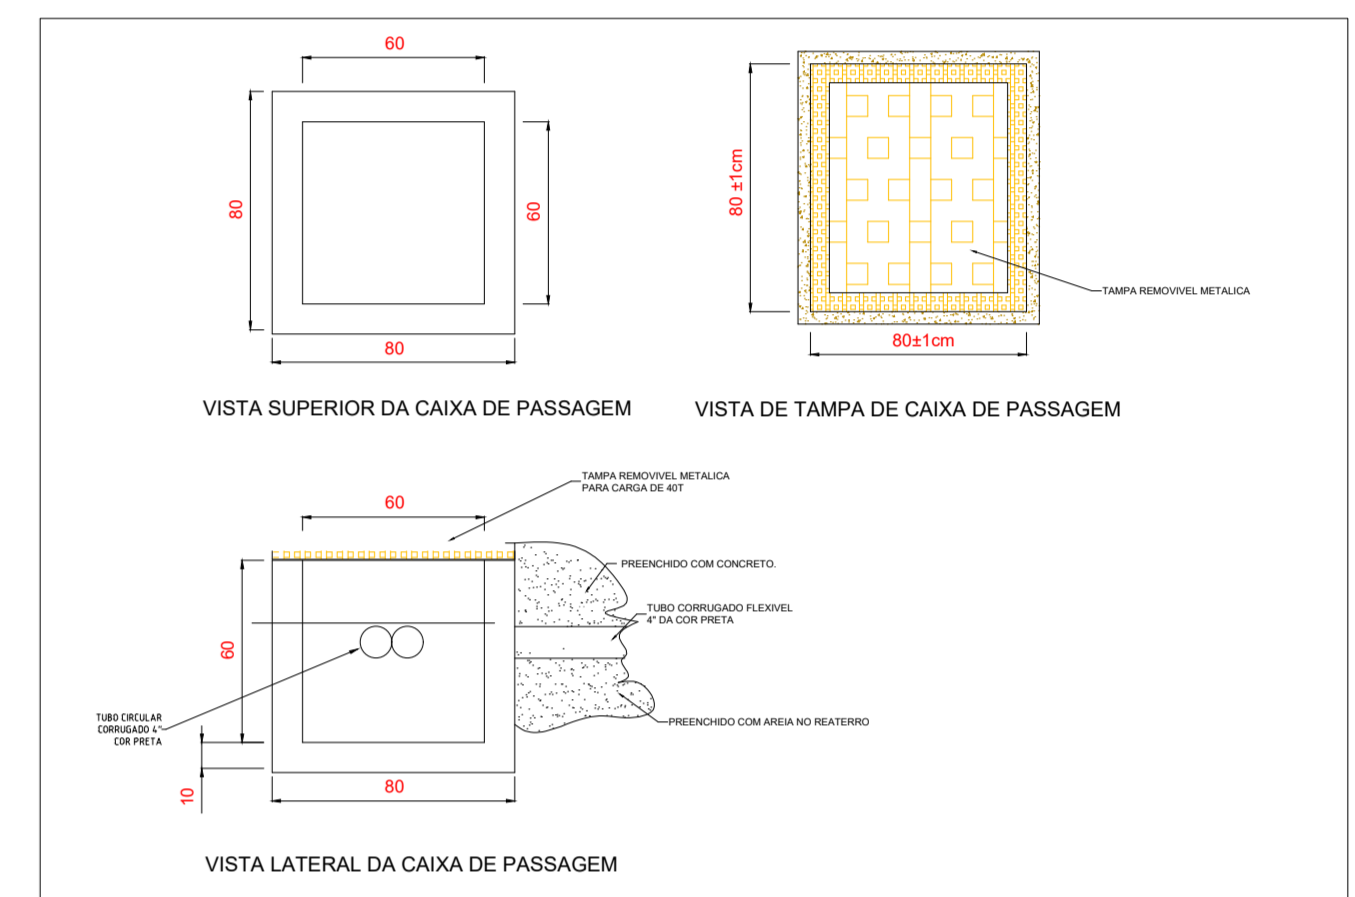 60
80
60
80
VISTA SUPERIOR DA CAIXA DE PASSAGEM
80 ±1cm
80±1cm
TAMPA REMOVIVEL METALICA
VISTA DE TAMPA DE CAIXA DE PASSAGEM
TAMPA REMOVIVEL METALICA
PARA CARGA DE 40T
60
PREENCHIDO COM CONCRETO.
TUBO CORRUGADO FLEXIVEL
4" DA COR PRETA
60
TUBO CIRCULAR
CORRUGADO 4"
COR PRETA
PREENCHIDO COM AREIA NO REATERRO
10
80
VISTA LATERAL DA CAIXA DE PASSAGEM